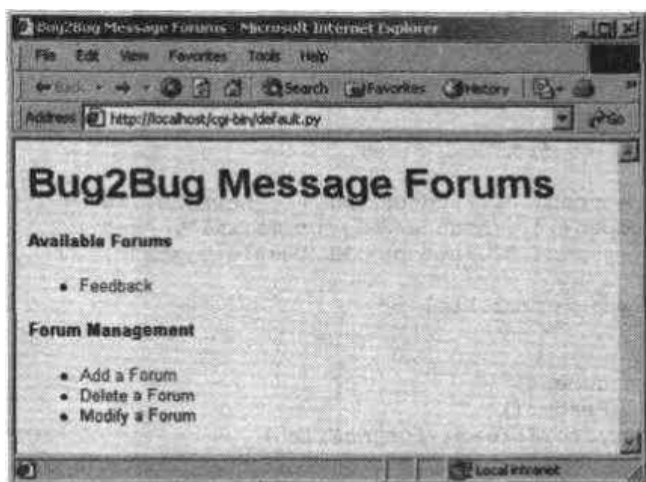 Bug2Bug Message Forums - Microsoft Internet Explorer
File Edit View Favorites Tools Help
Back Search Favorites History
Address http://localhost/cgi-bin/default.py Go
Bug2Bug Message Forums
Available Forums
Feedback
Forum Management
Add a Forum
Delete a Forum
Modify a Forum
Local intranet